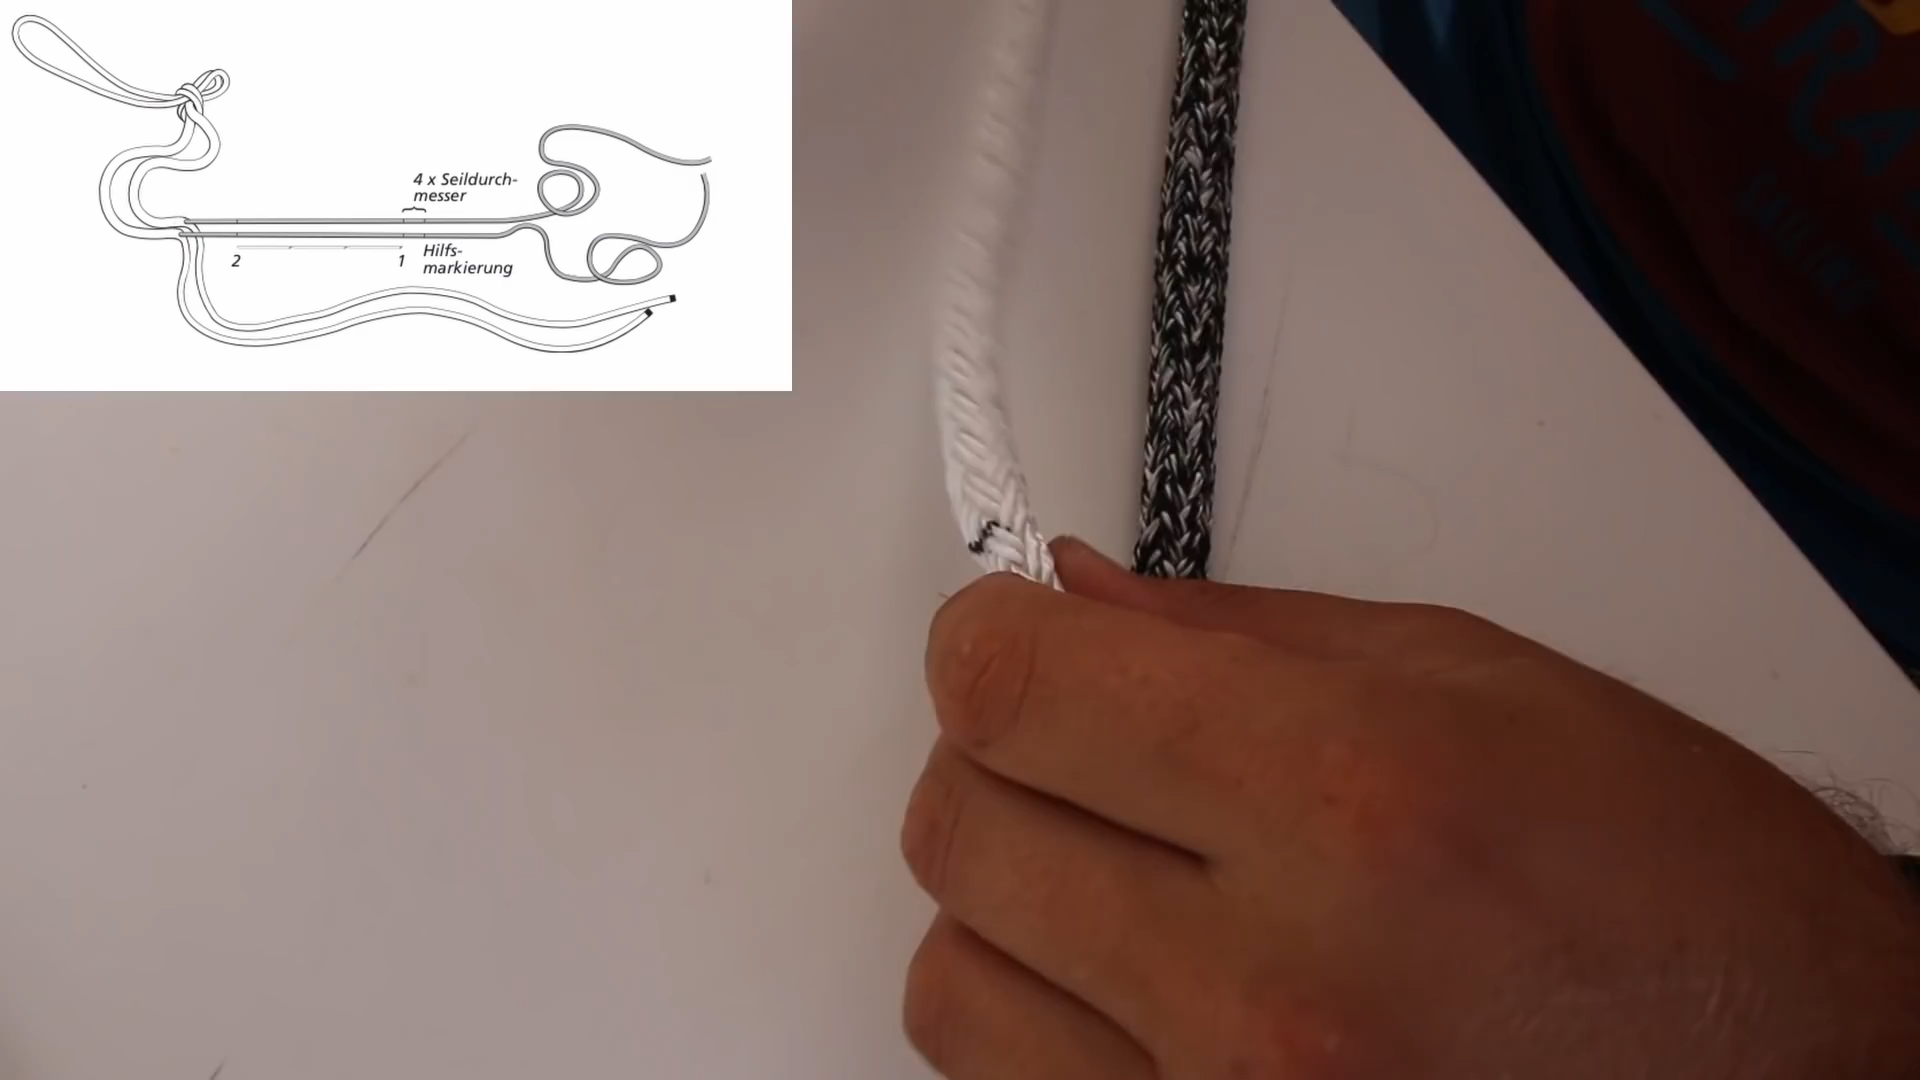 4 x Seildurch-
messer
Hilfs-
markierung
2
1